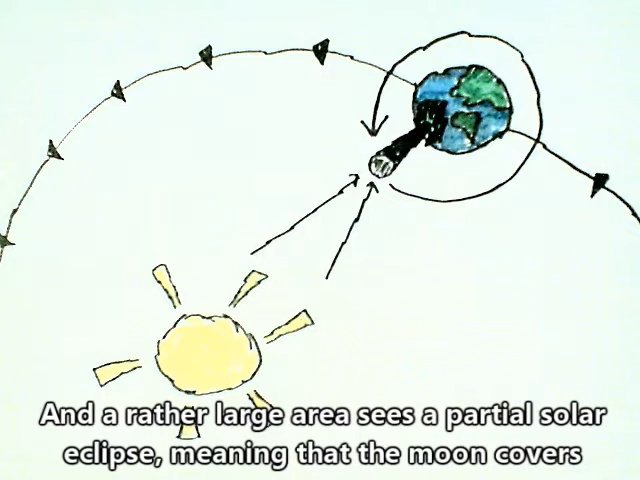 And a rather large area sees a partial solar
eclipse, meaning that the moon covers